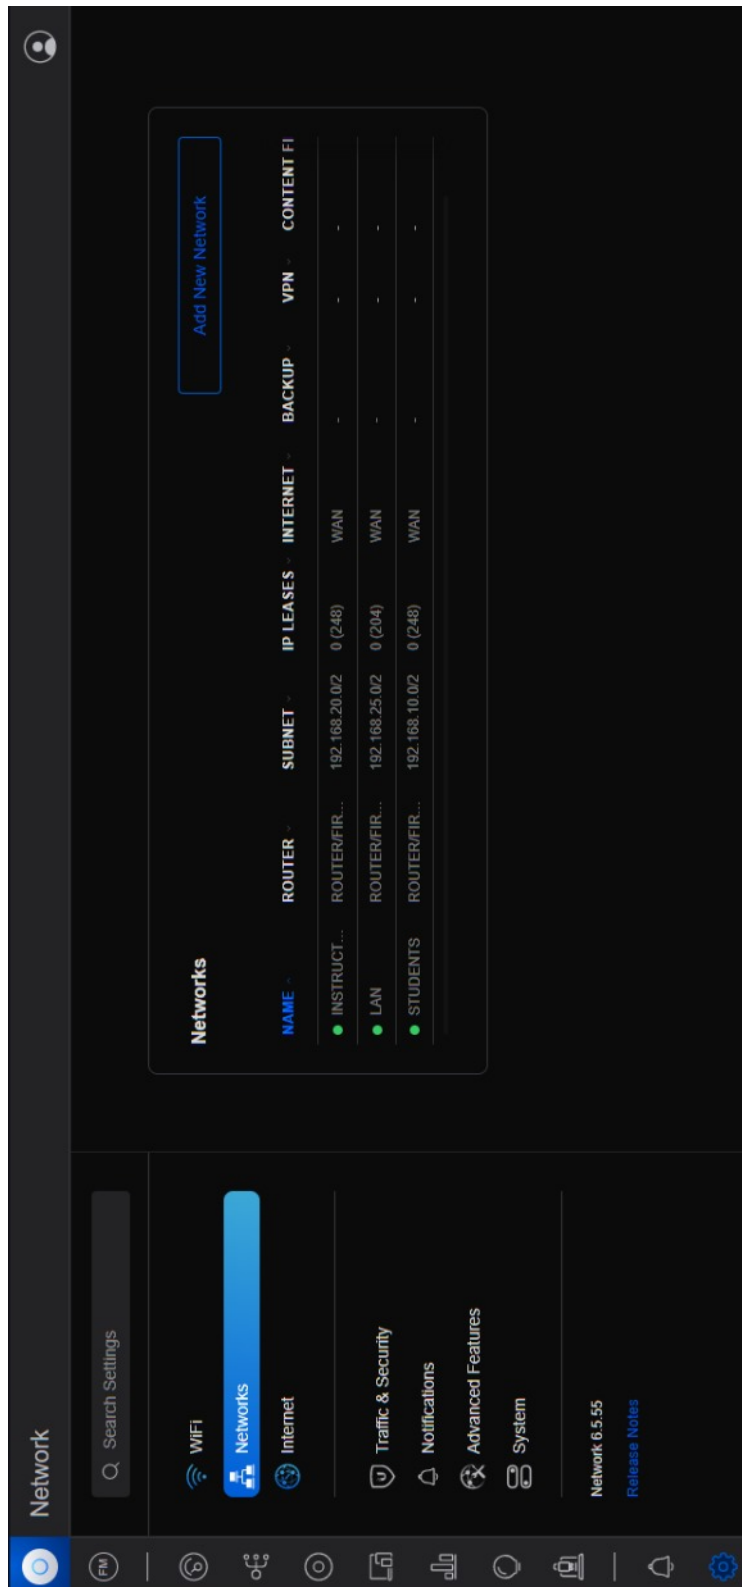 Network
FM
Search Settings
WiFi
Networks
Internet
Traffic & Security
Notifications
Advanced Features
System
Network 6.5.55
Release Notes
Networks
Add New Network
NAME ROUTER SUBNET IP LEASES INTERNET BACKUP VPN CONTENT FI
INSTRUCT... ROUTER/FIR... 192.168.20.0/2 0 (248) WAN - - -
LAN ROUTER/FIR... 192.168.25.0/2 0 (204) WAN - - -
STUDENTS ROUTER/FIR... 192.168.10.0/2 0 (248) WAN - - -